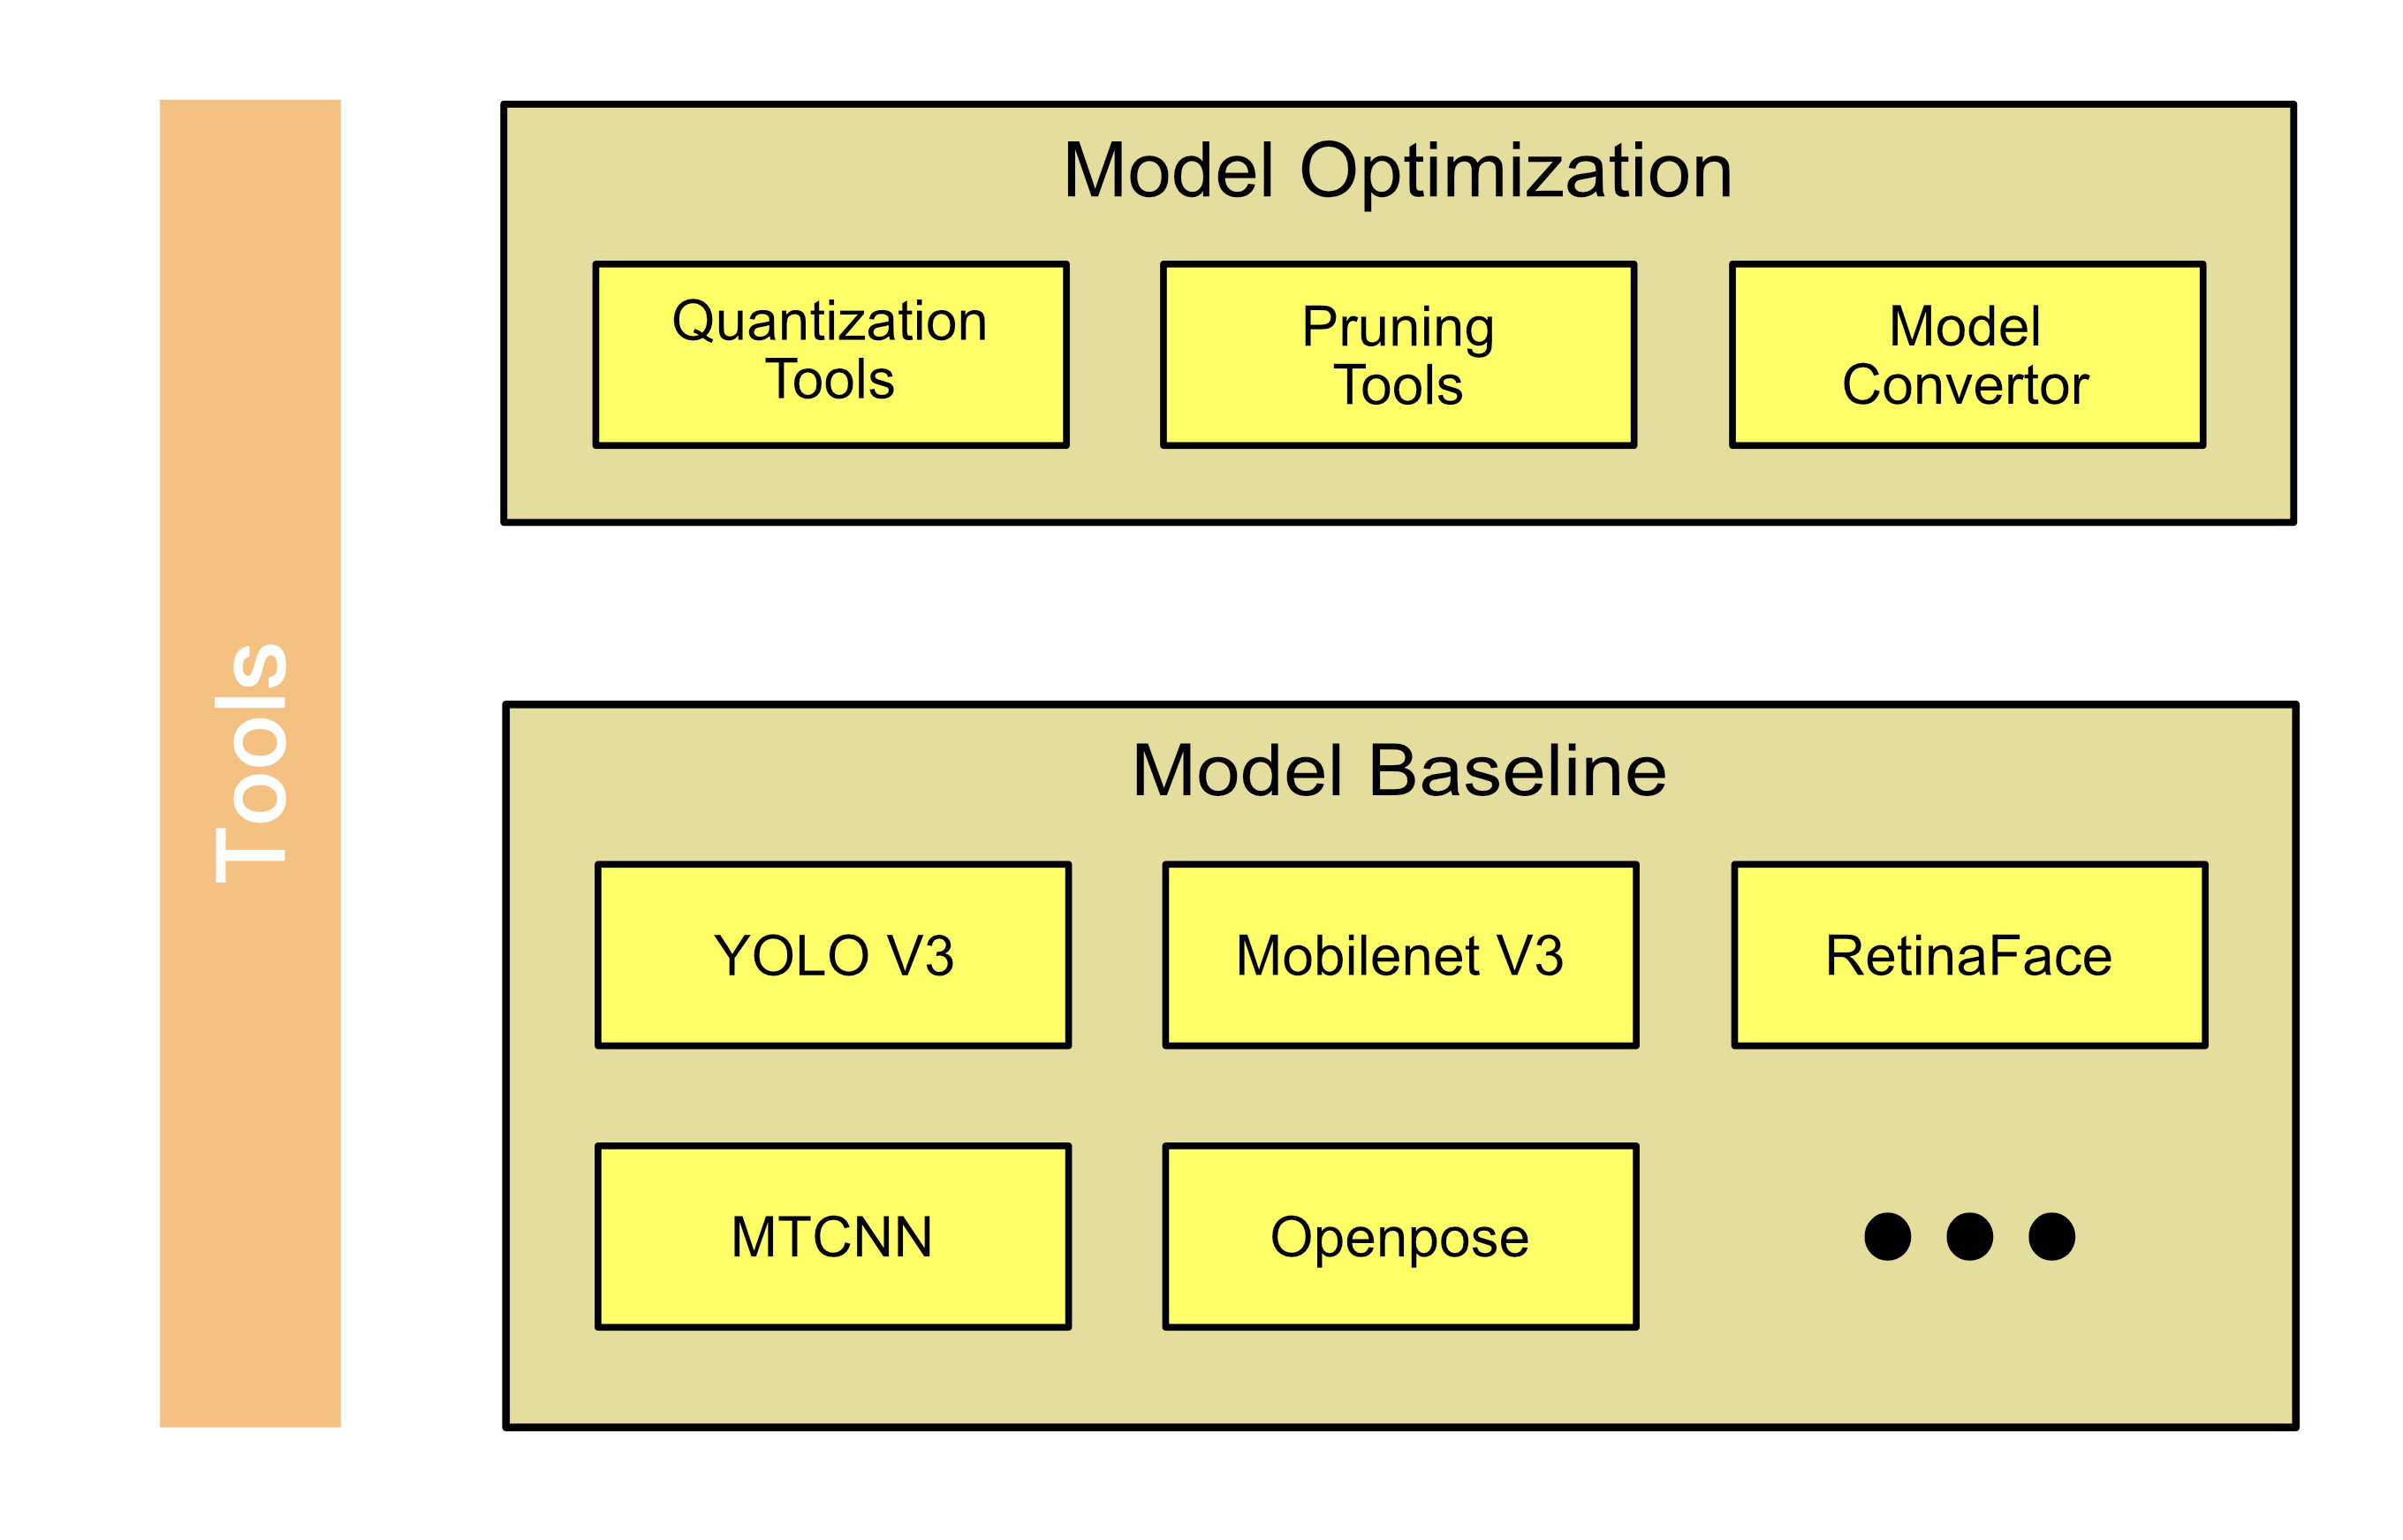 Tools
Model Optimization
Quantization
Tools
Pruning
Tools
Model
Convertor
Model Baseline
YOLO V3
Mobilenet V3
RetinaFace
MTCNN
Openpose